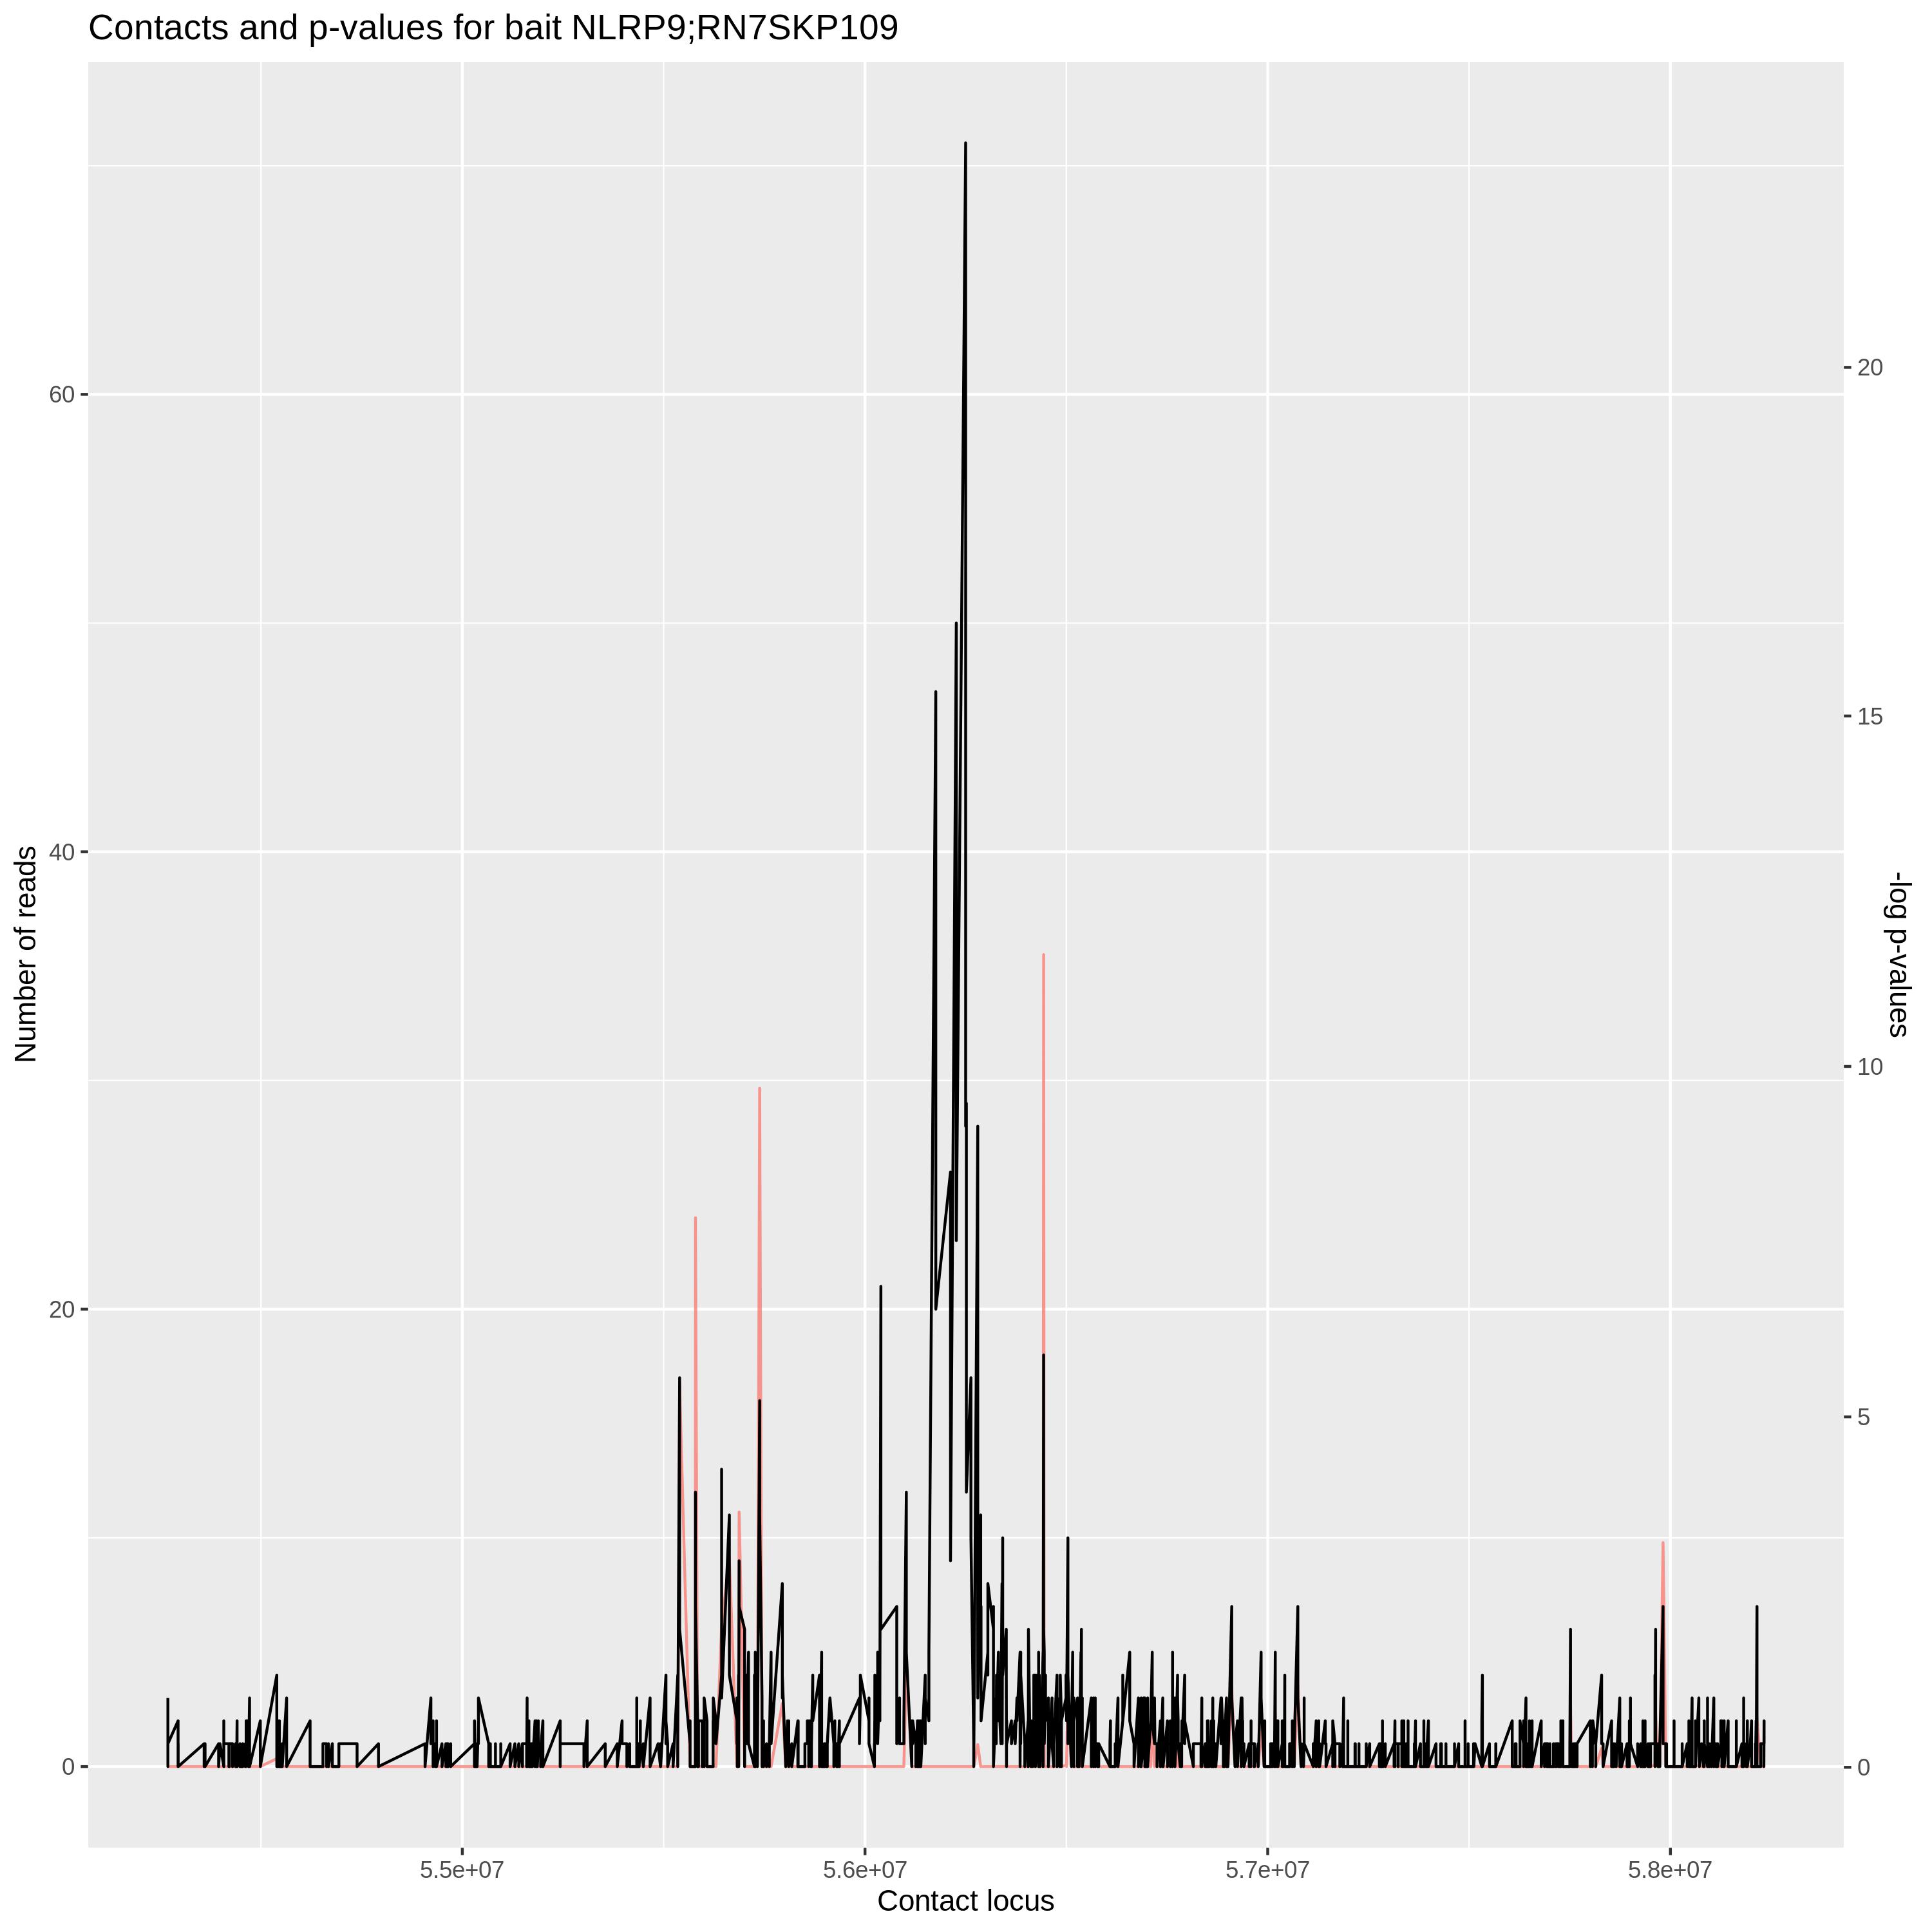 Contacts and p-values for bait NLRP9;RN7SKP109
60
40
20
0
Number of reads
20
15
10
5
0
-log p-values
5.5e+07 5.6e+07 5.7e+07 5.8e+07
Contact locus